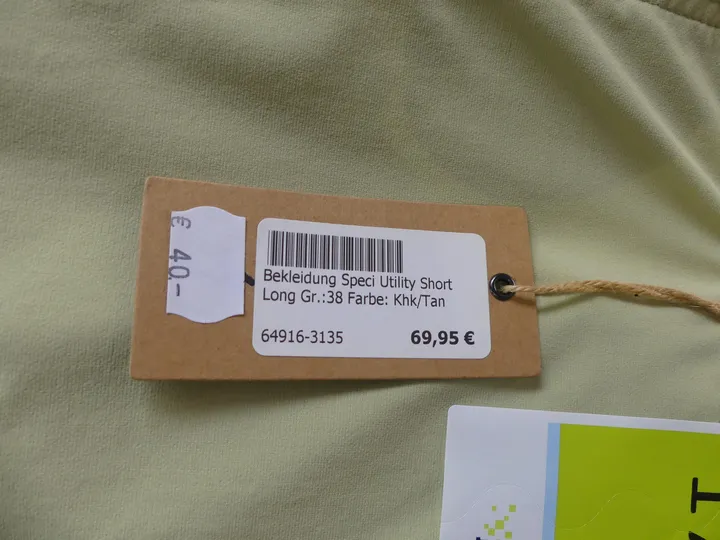 € 40,-
Bekleidung Speci Utility Short
Long Gr.:38 Farbe: Khk/Tan
64916-3135 69,95 €